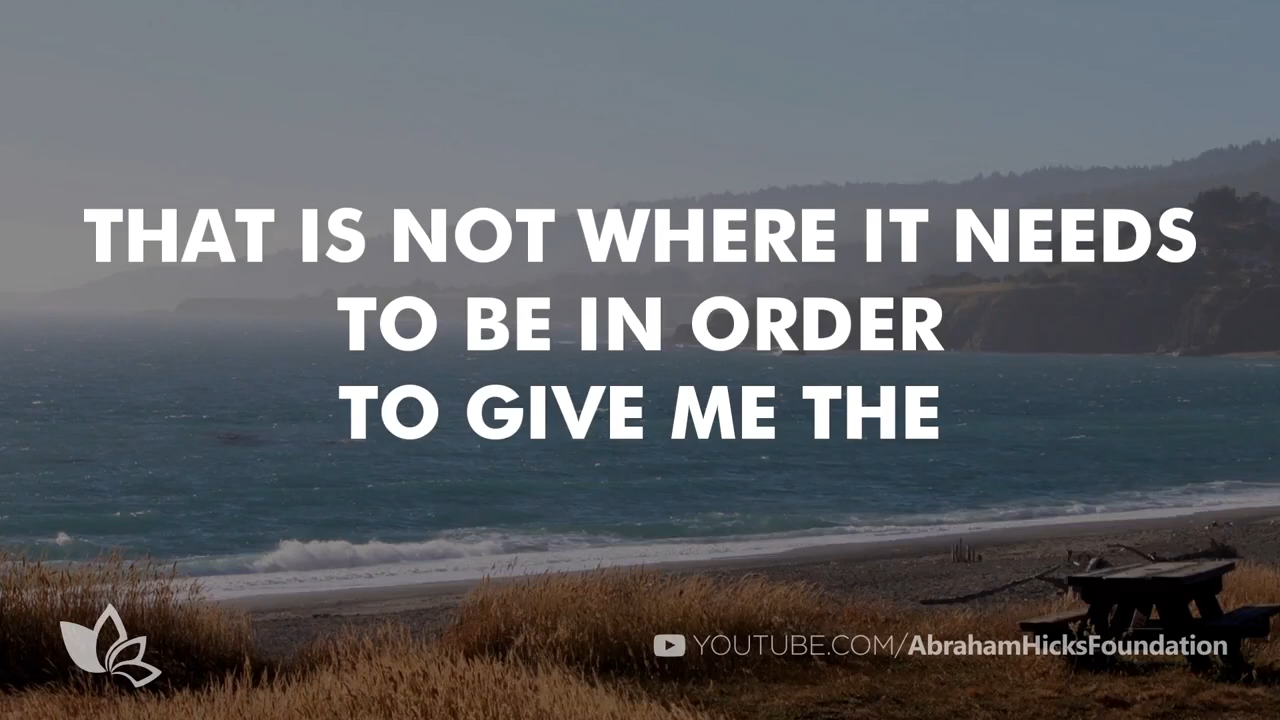 THAT IS NOT WHERE IT NEEDS
TO BE IN ORDER
TO GIVE ME THE
YOUTUBE.COM/AbrahamHicksFoundation